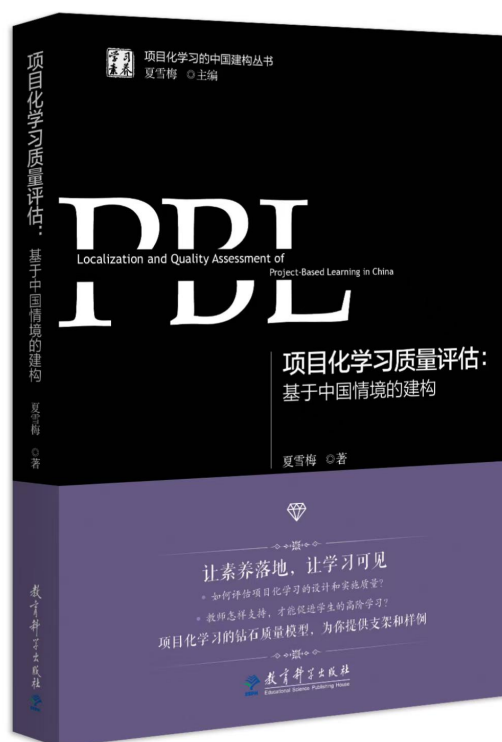 学习
素养
项目化学习的中国建构丛书
夏雪梅 ◎主编
PBL
Localization and Quality Assessment of
Project-Based Learning in China
项目化学习质量评估：
基于中国情境的建构
夏雪梅 ◎著
让素养落地，让学习可见
如何评估项目化学习的设计和实施质量？
教师怎样支持，才能促进学生的高阶学习？
项目化学习的钻石质量模型，为你提供支架和样例
教育科学出版社
Educational Science Publishing House
项目化学习质量评估：
基于中国情境的建构
夏雪梅 ◎著
教育科学出版社